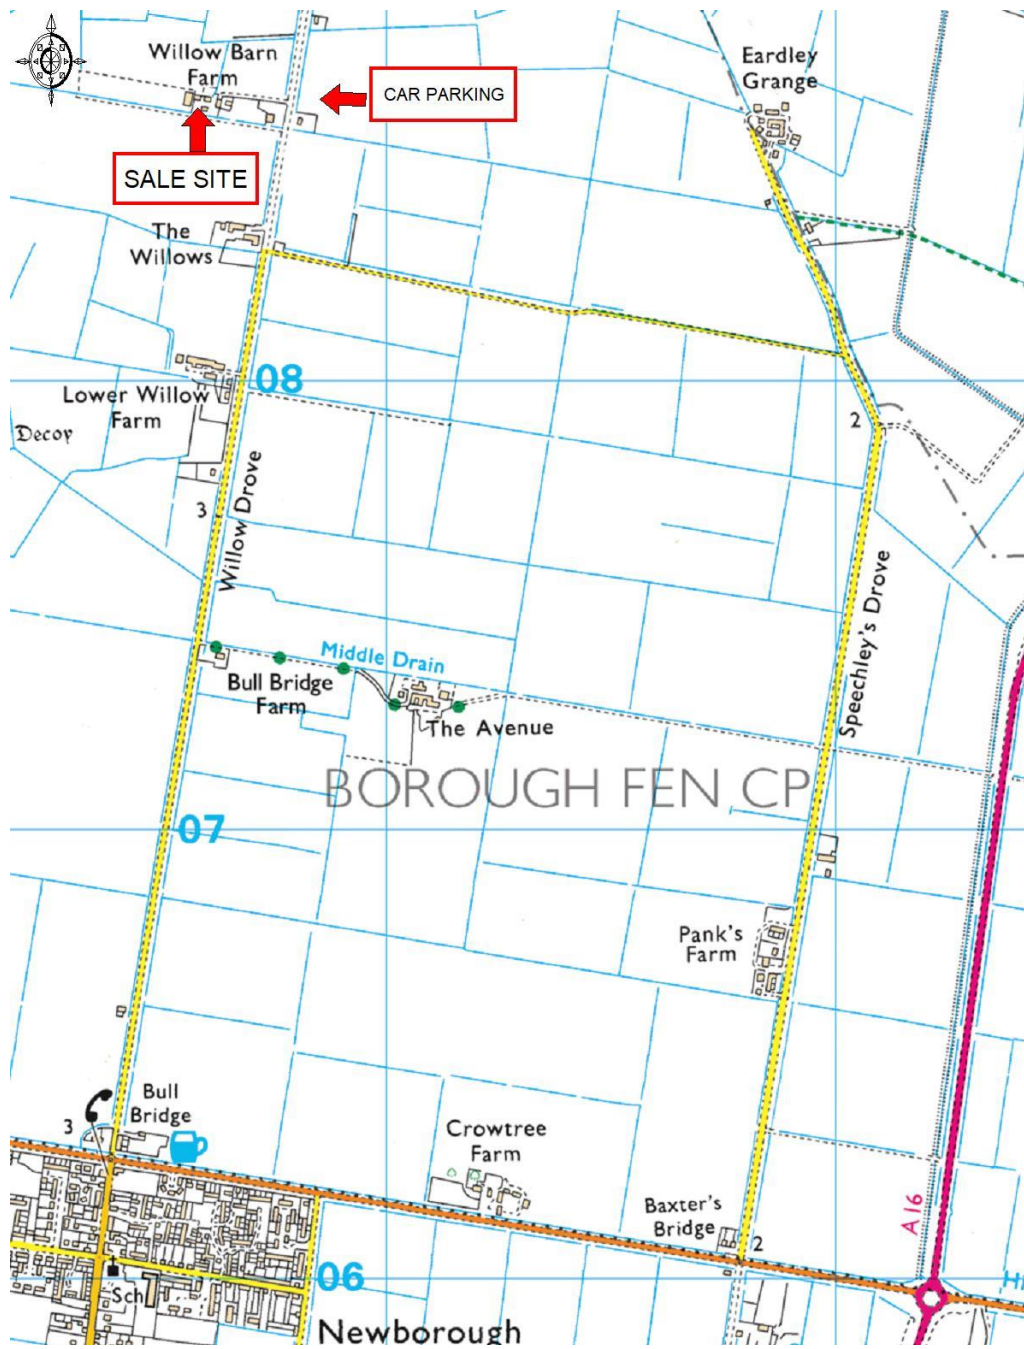 Willow Barn
Farm
CAR PARKING
Eardley
Grange
SALE SITE
The
Willows
08
Lower Willow
Farm
Decoy
2
3
Willow Drove
Speechley's Drove
Middle Drain
Bull Bridge
Farm
The Avenue
BOROUGH FEN CP
07
Pank's
Farm
Bull
Bridge
3
Crowtree
Farm
Baxter's
Bridge
2
A16
Sch
06
Newborough